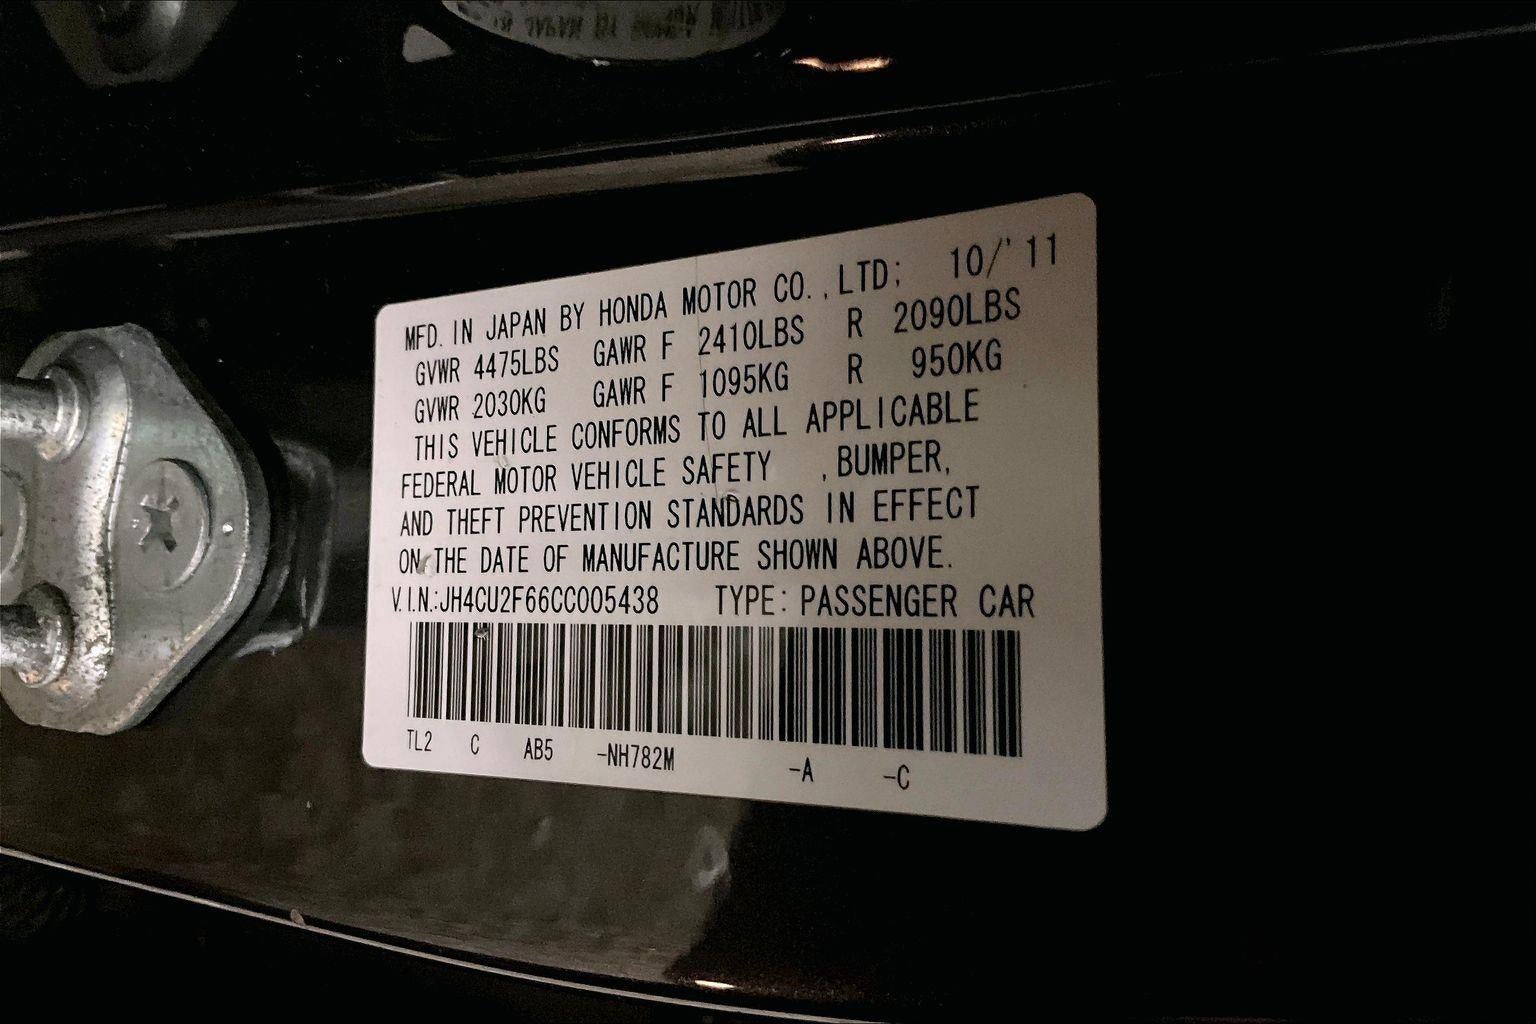 MFD. IN JAPAN BY HONDA MOTOR CO., LTD; 10/'11
GVWR 4475LBS GAWR F 2410LBS R 2090LBS
GVWR 2030KG GAWR F 1095KG R 950KG
THIS VEHICLE CONFORMS TO ALL APPLICABLE
FEDERAL MOTOR VEHICLE SAFETY , BUMPER,
AND THEFT PREVENTION STANDARDS IN EFFECT
ON THE DATE OF MANUFACTURE SHOWN ABOVE.
V.I.N.:JH4CU2F66CC005438 TYPE: PASSENGER CAR
TL2 C AB5 -NH782M -A -C